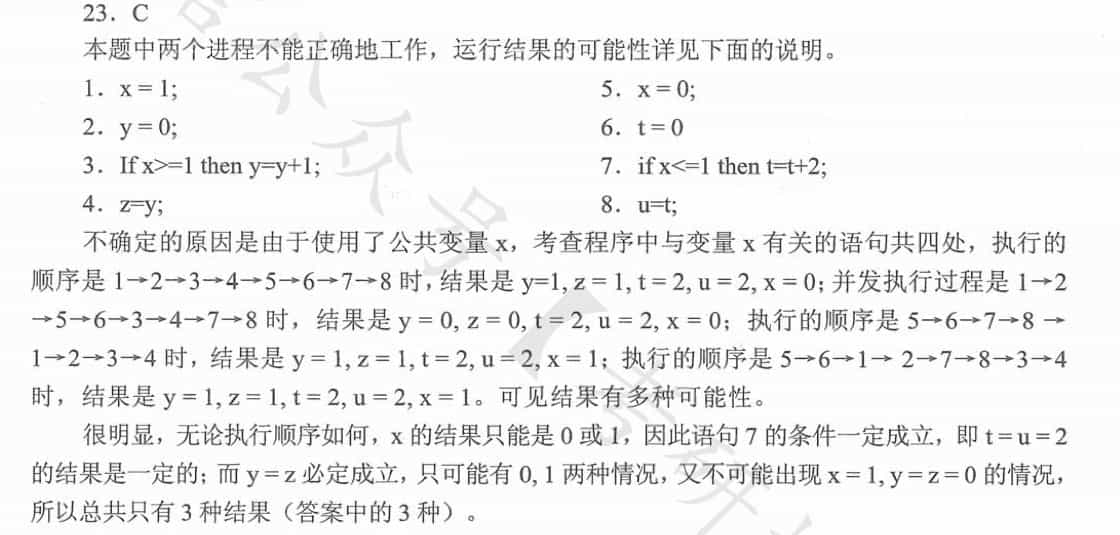 23．C
本题中两个进程不能正确地工作，运行结果的可能性详见下面的说明。
1．x = 1;
5．x = 0;
2．y = 0;
6．t = 0
3．If x>=1 then y=y+1;
7．if x<=1 then t=t+2;
4．z=y;
8．u=t;
不确定的原因是由于使用了公共变量 x，考查程序中与变量 x 有关的语句共四处，执行的
顺序是 1→2→3→4→5→6→7→8 时，结果是 y=1, z = 1, t = 2, u = 2, x = 0；并发执行过程是 1→2
→5→6→3→4→7→8 时，结果是 y = 0, z = 0, t = 2, u = 2, x = 0；执行的顺序是 5→6→7→8 →
1→2→3→4 时，结果是 y = 1, z = 1, t = 2, u = 2, x = 1；执行的顺序是 5→6→1→ 2→7→8→3→4
时，结果是 y = 1, z = 1, t = 2, u = 2, x = 1。可见结果有多种可能性。
很明显，无论执行顺序如何，x 的结果只能是 0 或 1，因此语句 7 的条件一定成立，即 t = u = 2
的结果是一定的；而 y = z 必定成立，只可能有 0, 1 两种情况，又不可能出现 x = 1, y = z = 0 的情况，
所以总共只有 3 种结果（答案中的 3 种）。